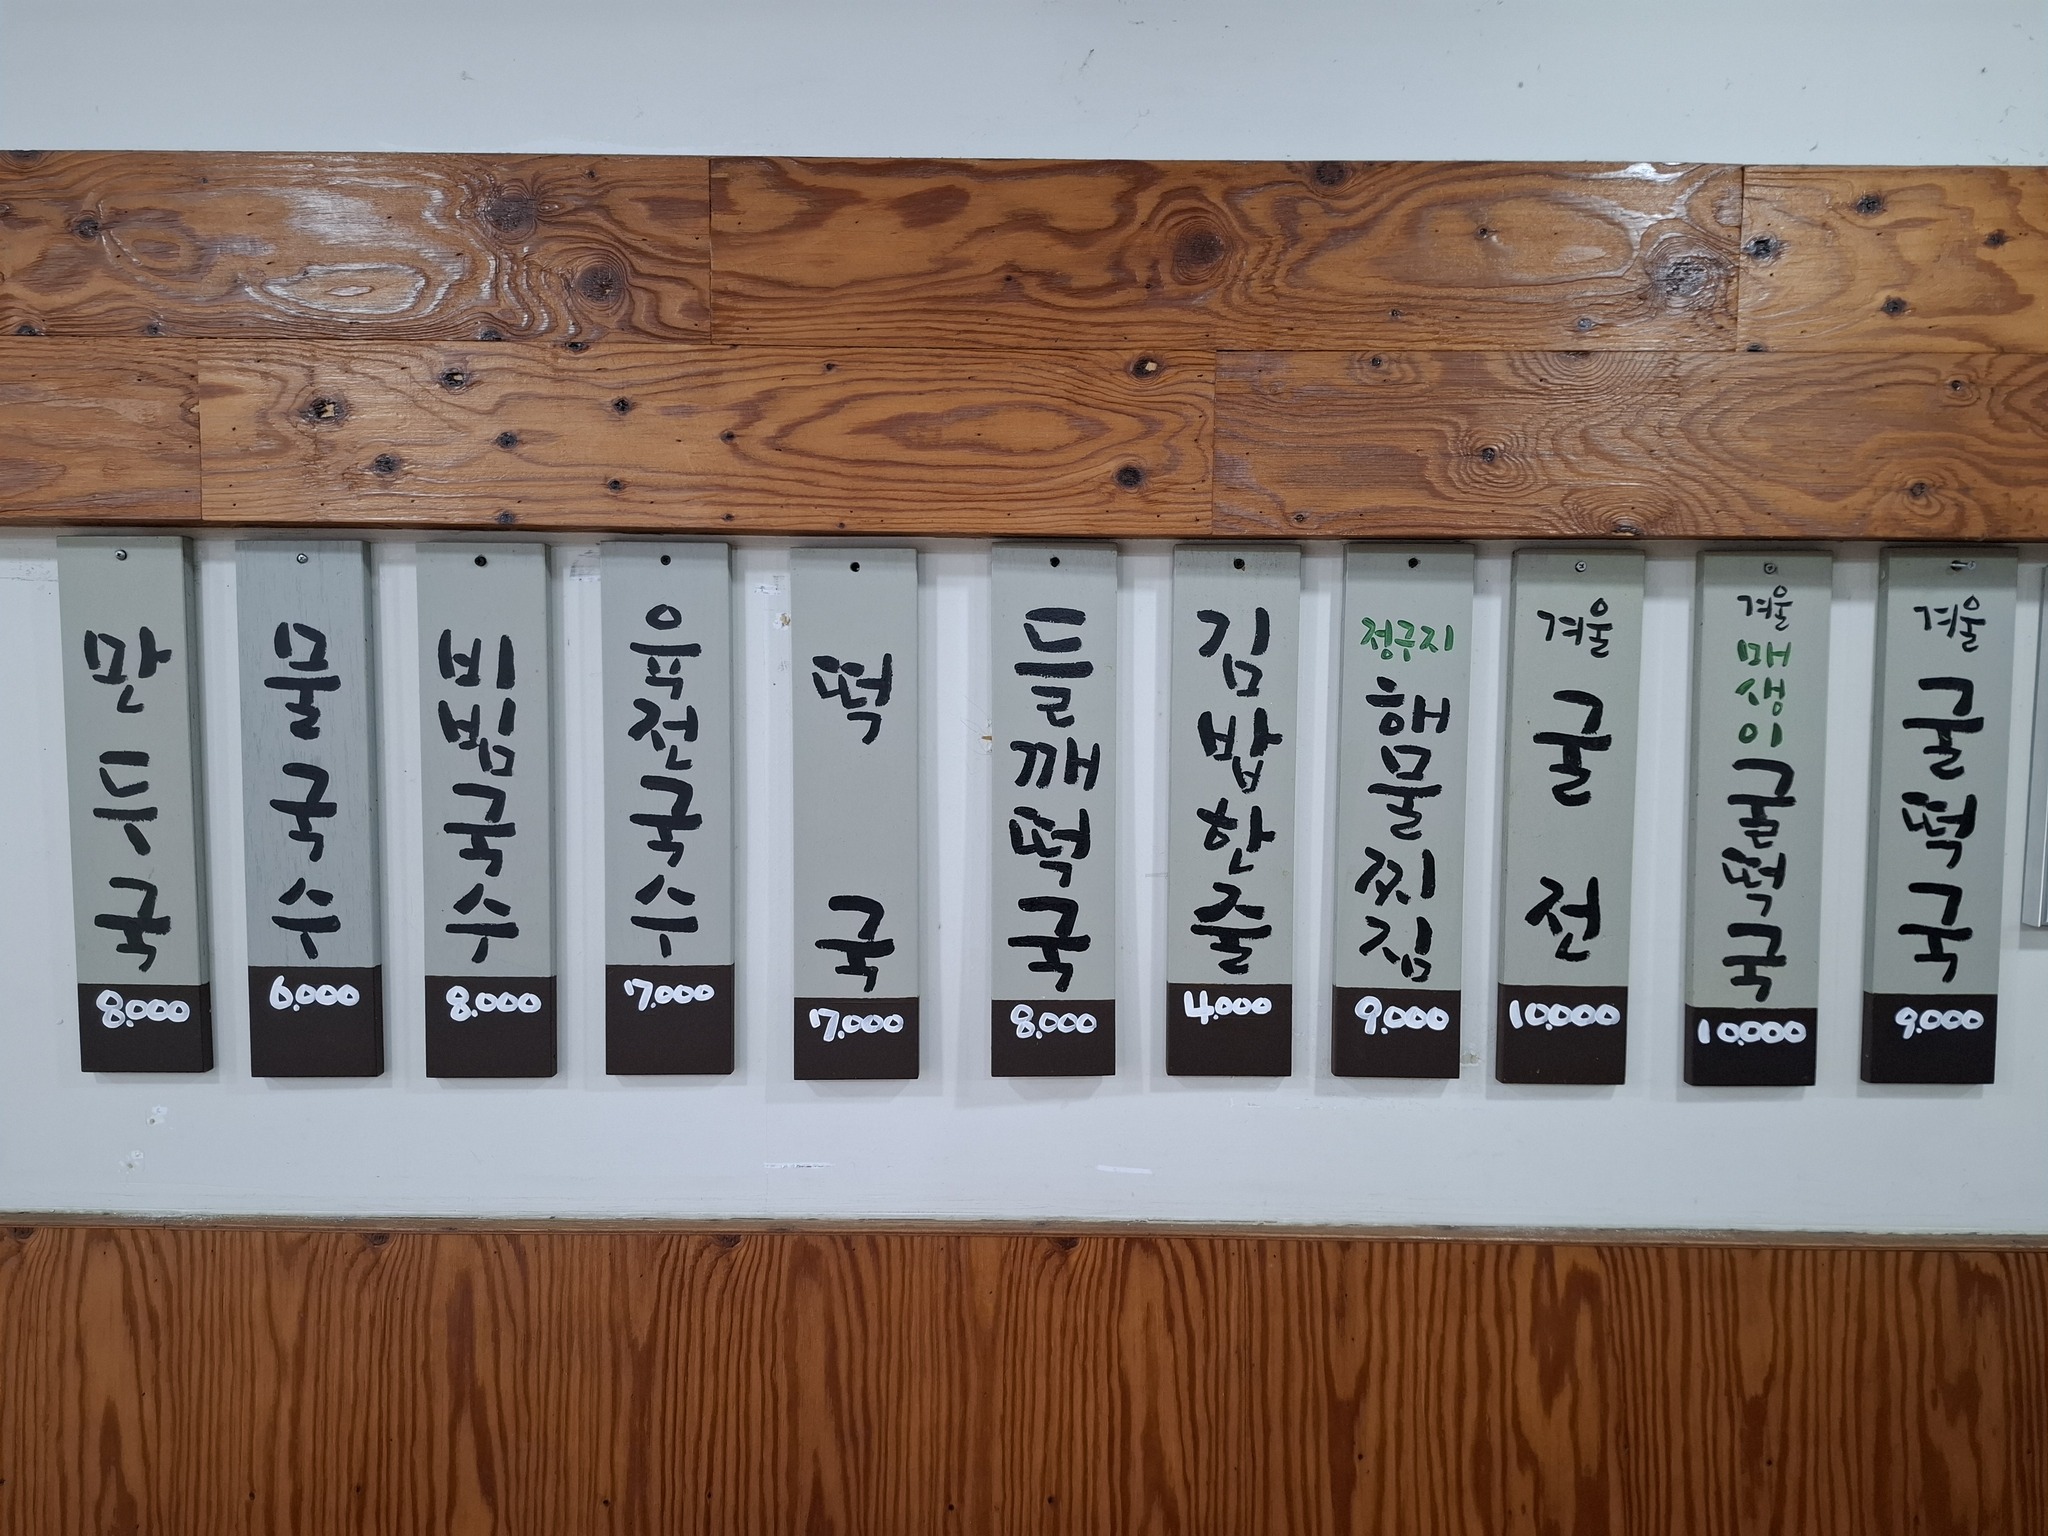 만둣국
8.000
물국수
6.000
비빔국수
8.000
육전국수
7.000
떡국
7.000
들깨떡국
8.000
김밥한줄
4.000
정구지
해물찌짐
9.000
겨울
굴전
10.000
겨울
매생이
굴떡국
10.000
겨울
굴떡국
9.000